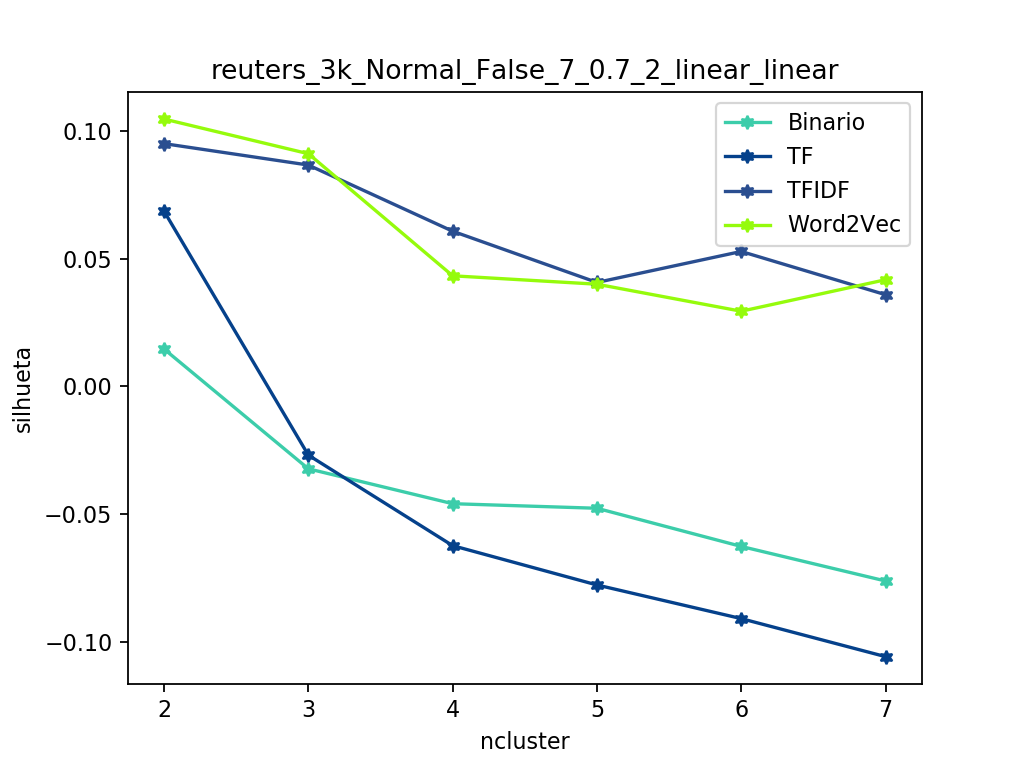 reuters_3k_Normal_False_7_0.7_2_linear_linear
Binario
TF
TFIDF
Word2Vec
silhueta
0.10
0.05
0.00
−0.05
−0.10
2 3 4 5 6 7
ncluster